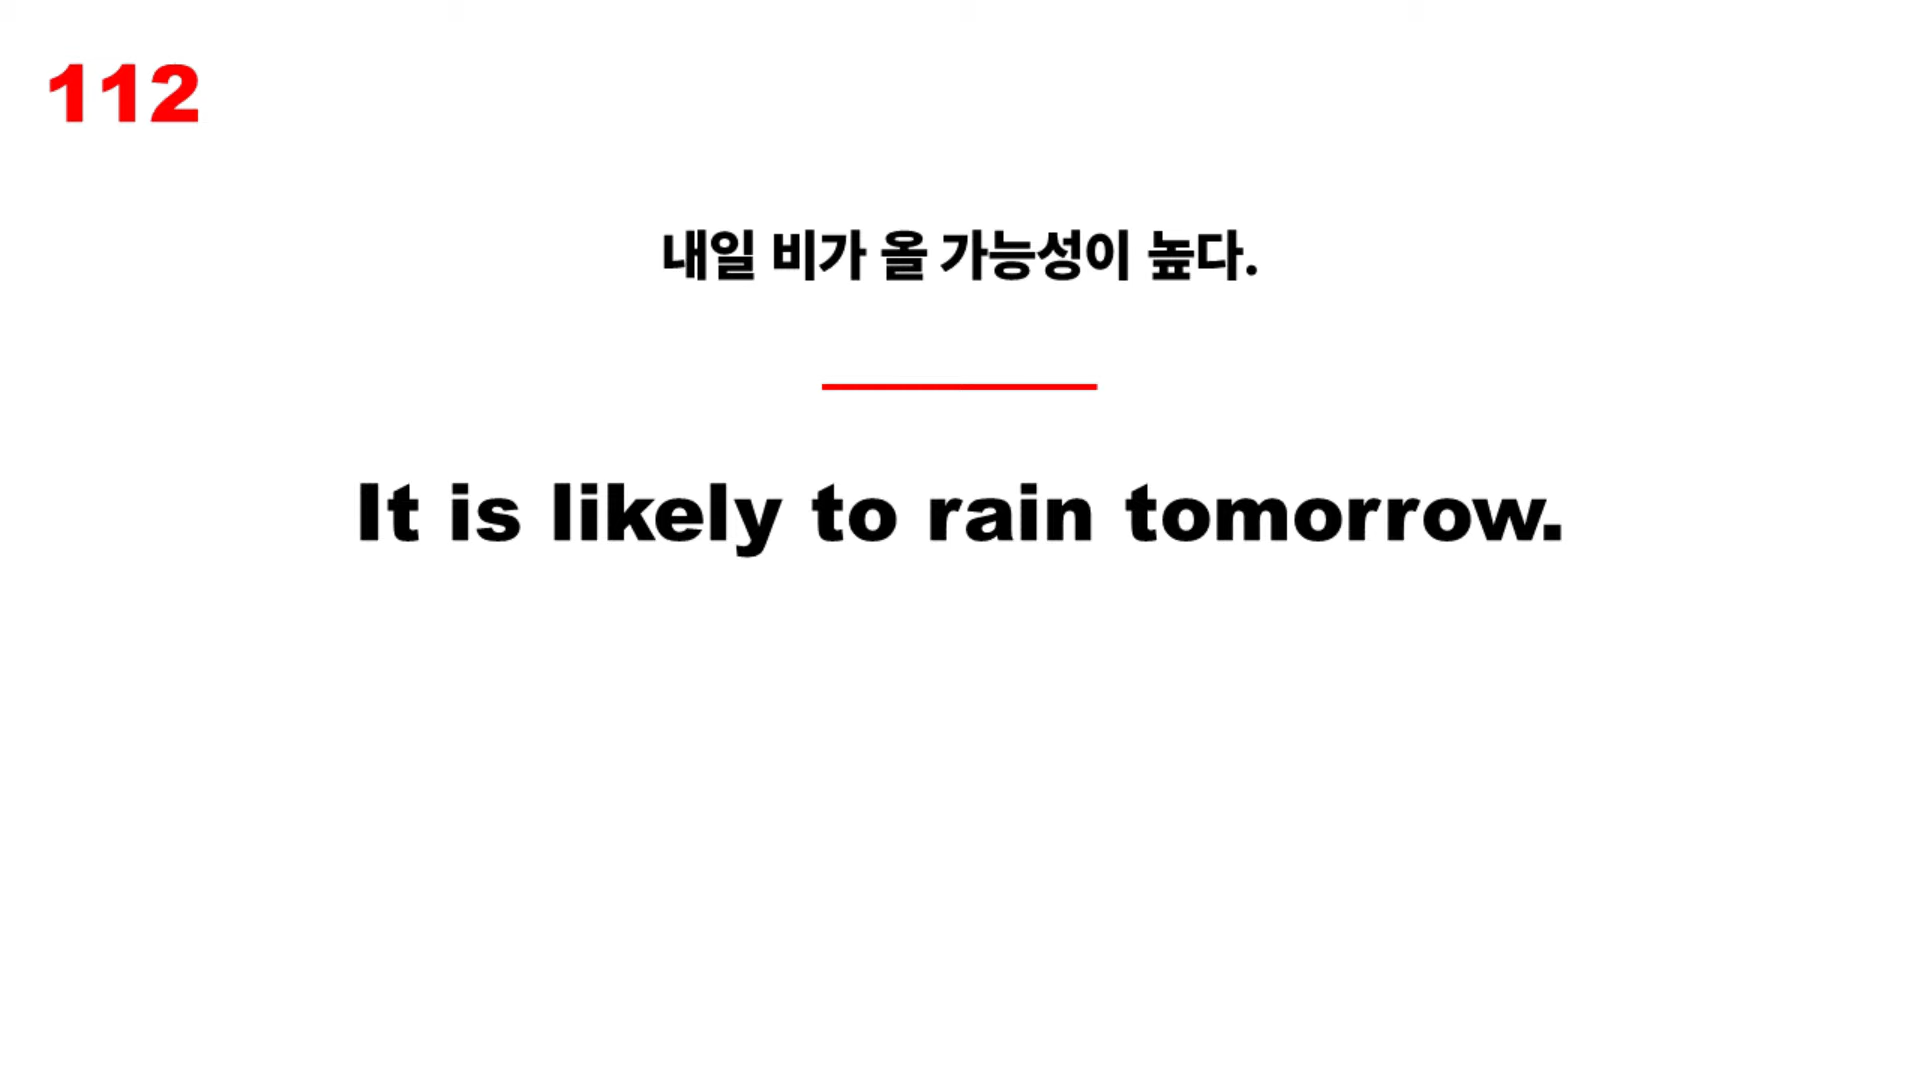 112
내일 비가 올 가능성이 높다.
It is likely to rain tomorrow.